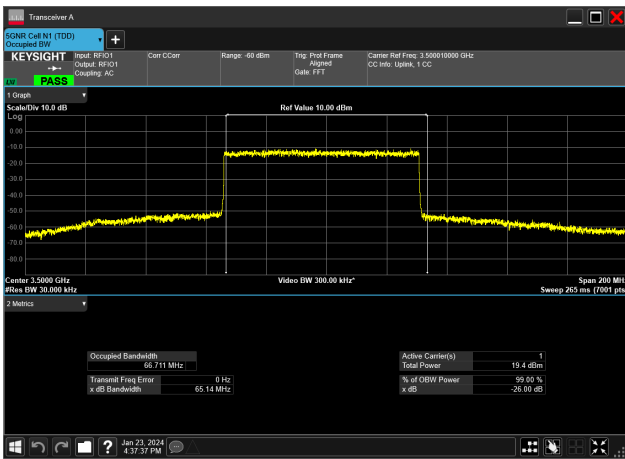 Transceiver A
5GNR Cell N1 (TDD)
Occupied BW
KEYSIGHT
LXI
PASS
Input: RFIO1
Output: RFIO1
Coupling: AC
Corr CCorr
Range: -60 dBm
Trig: Prot Frame
Aligned
Gate: FFT
Carrier Ref Freq: 3.500010000 GHz
CC Info: Uplink, 1 CC
1 Graph
Scale/Div 10.0 dB
Ref Value 10.00 dBm
Log
0.00
-10.0
-20.0
-30.0
-40.0
-50.0
-60.0
-70.0
-80.0
Center 3.5000 GHz
Video BW 300.00 kHz*
Span 200 MH
#Res BW 30.000 kHz
Sweep 265 ms (7001 pts
2 Metrics
Occupied Bandwidth
66.711 MHz
Active Carrier(s) 1
Total Power 19.4 dBm
Transmit Freq Error 0 Hz
x dB Bandwidth 65.14 MHz
% of OBW Power 99.00 %
x dB -26.00 dB
?
Jan 23, 2024
4:37:37 PM